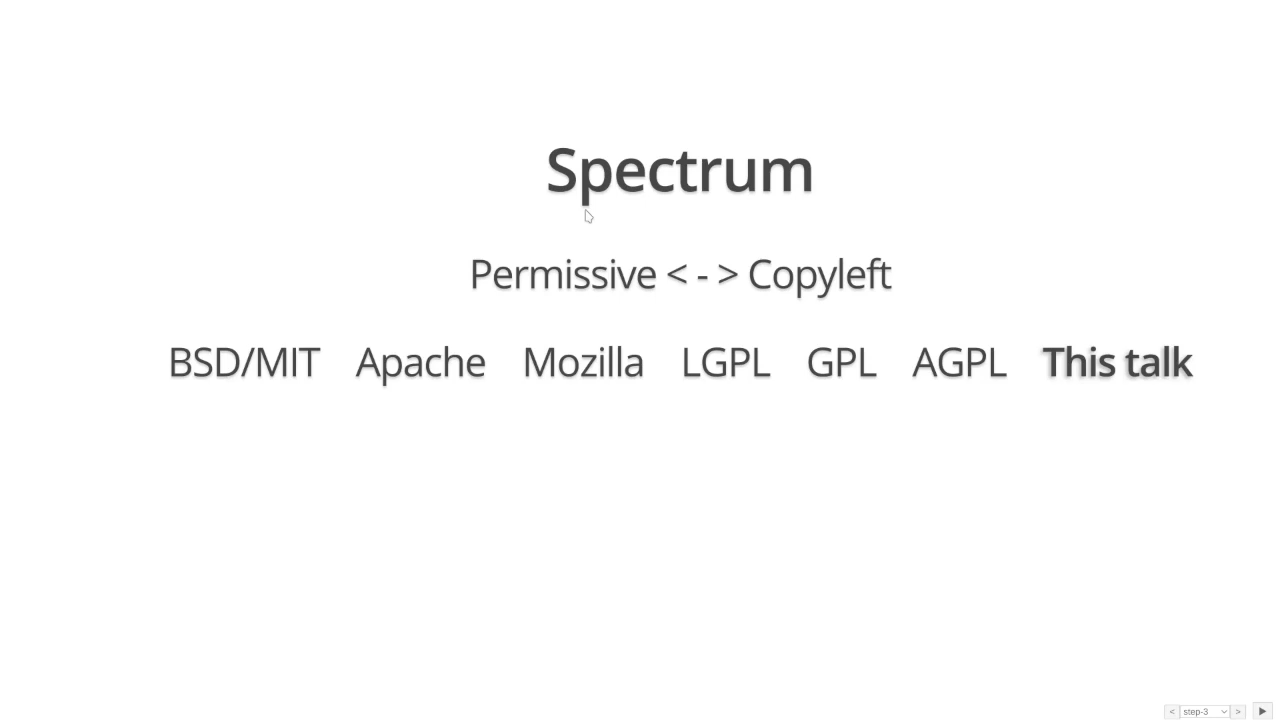 Spectrum
Permissive < - > Copyleft
BSD/MIT Apache Mozilla LGPL GPL AGPL This talk
< step-3 >